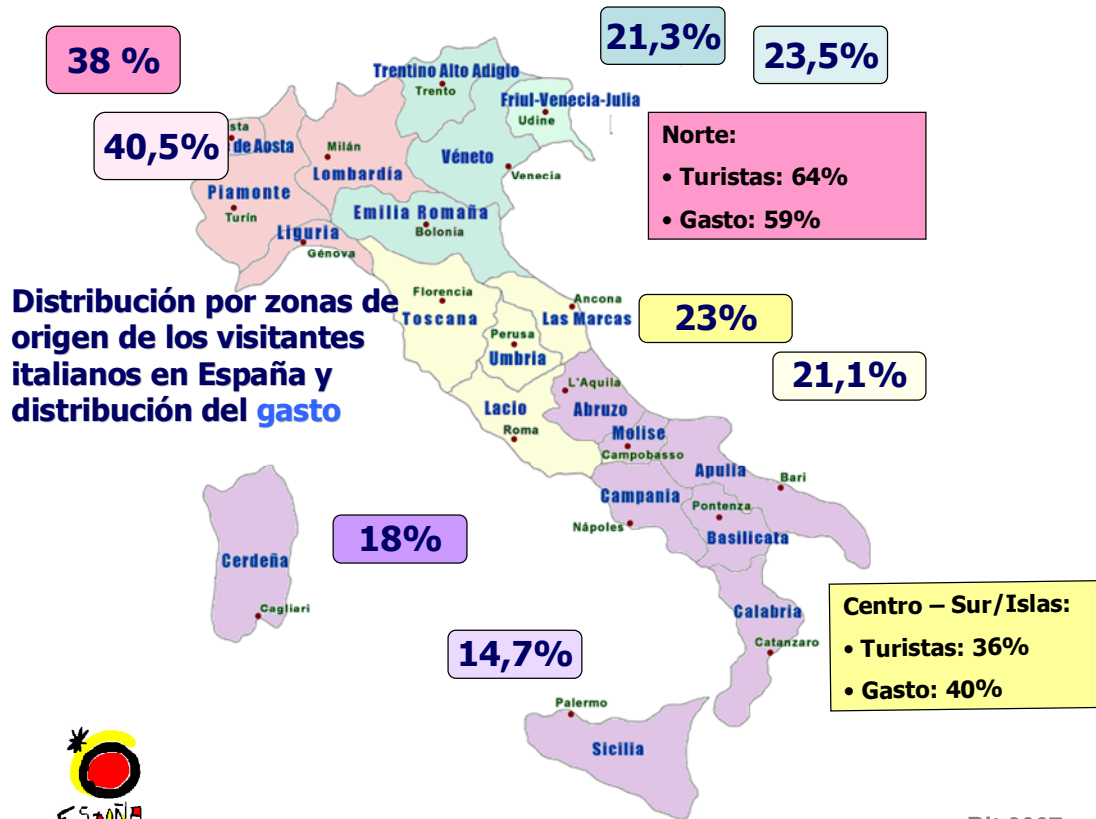 38 %
21,3%
23,5%
40,5%
Trentino Alto Adigio
Trento
Friul-Venecia-Julia
Udine
Norte:
• Turistas: 64%
• Gasto: 59%
de Aosta
Milán
Lombardía
Véneto
Venecia
Piamonte
Turín
Emilia Romaña
Bolonia
Liguria
Génova
Distribución por zonas de
origen de los visitantes
italianos en España y
distribución del gasto
Florencia
Toscana
Ancona
Las Marcas
Perusa
Umbria
23%
21,1%
L'Aquila
Abruzo
Lacio
Roma
Molise
Campobasso
Apulia
Bari
Campania
Nápoles
Pontenza
Basilicata
18%
Cerdeña
Cagliari
Calabria
Catanzaro
14,7%
Centro – Sur/Islas:
• Turistas: 36%
• Gasto: 40%
Palermo
Sicilia
ESPAÑA